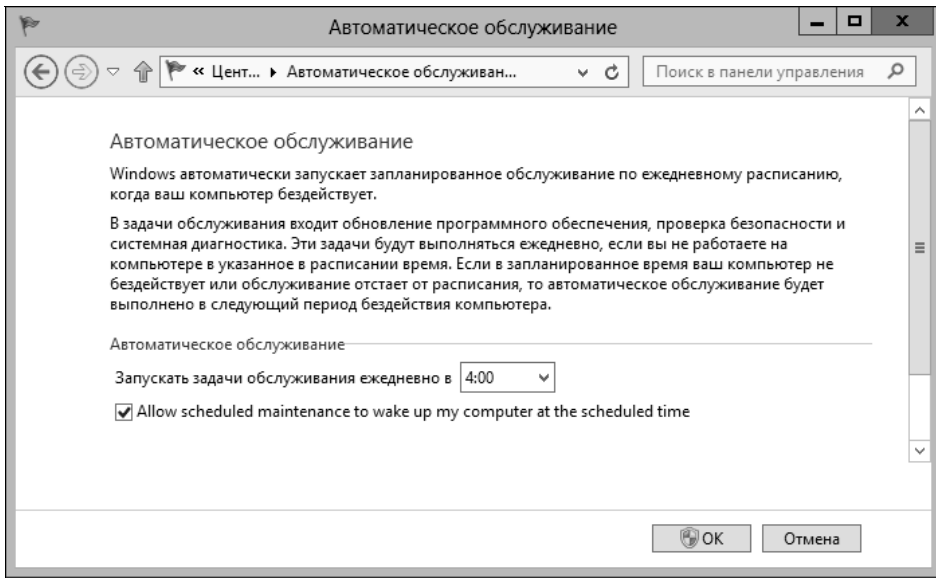 Автоматическое обслуживание
« Цент... Автоматическое обслуживан...
Поиск в панели управления
Автоматическое обслуживание
Windows автоматически запускает запланированное обслуживание по ежедневному расписанию,
когда ваш компьютер бездействует.
В задачи обслуживания входит обновление программного обеспечения, проверка безопасности и
системная диагностика. Эти задачи будут выполняться ежедневно, если вы не работаете на
компьютере в указанное в расписании время. Если в запланированное время ваш компьютер не
бездействует или обслуживание отстает от расписания, то автоматическое обслуживание будет
выполнено в следующий период бездействия компьютера.
Автоматическое обслуживание
Запускать задачи обслуживания ежедневно в 4:00
Allow scheduled maintenance to wake up my computer at the scheduled time
OK Отмена